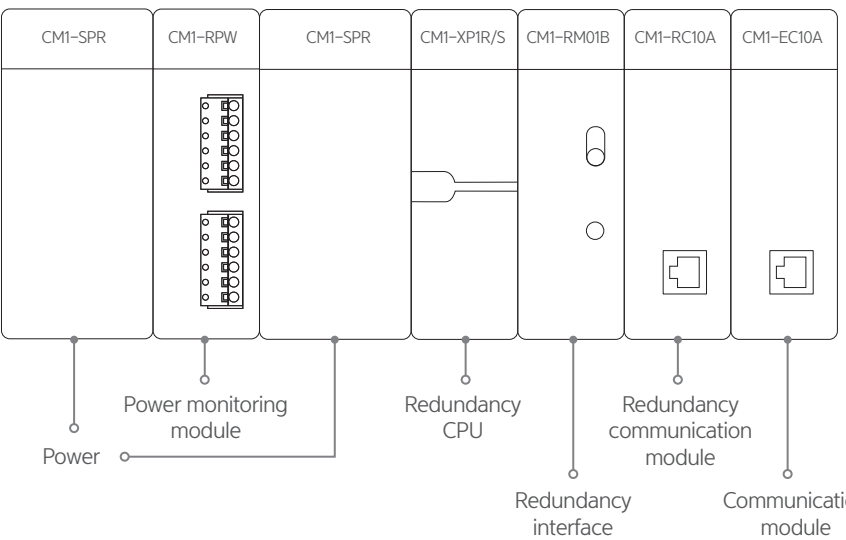 CM1-SPR
CM1-RPW
CM1-SPR
CM1-XP1R/S
CM1-RM01B
CM1-RC10A
CM1-EC10A
Power monitoring
module
Power
Redundancy
CPU
Redundancy
communication
module
Redundancy
interface
module